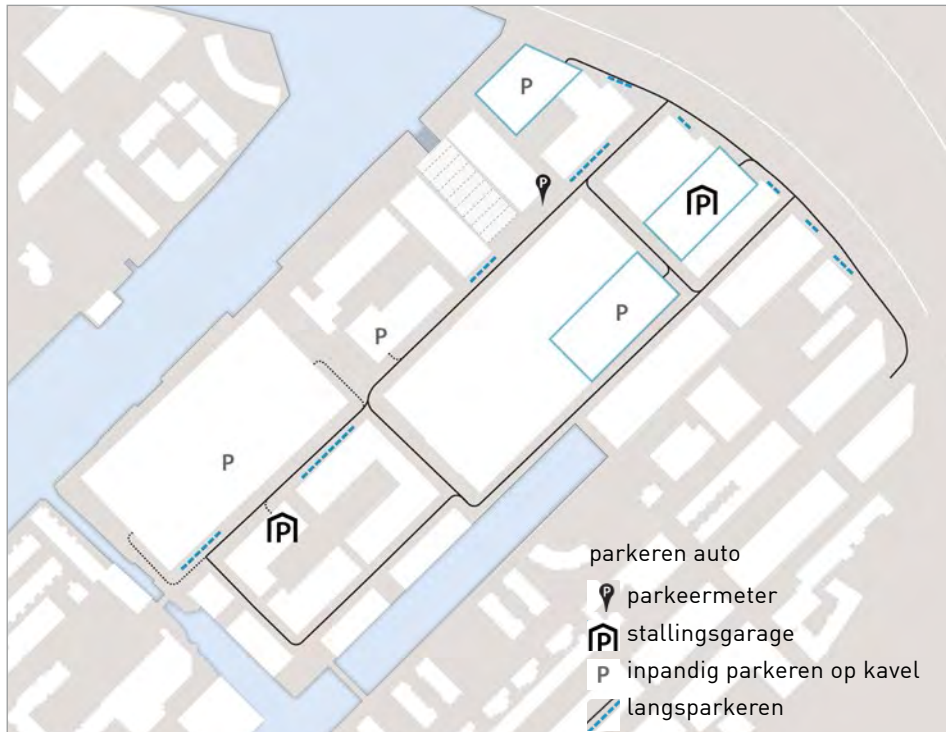 P
P
P
P
P
P
P
P
parkeren auto
P parkeermeter
P stallingsgarage
P inpandig parkeren op kavel
langsparkeren